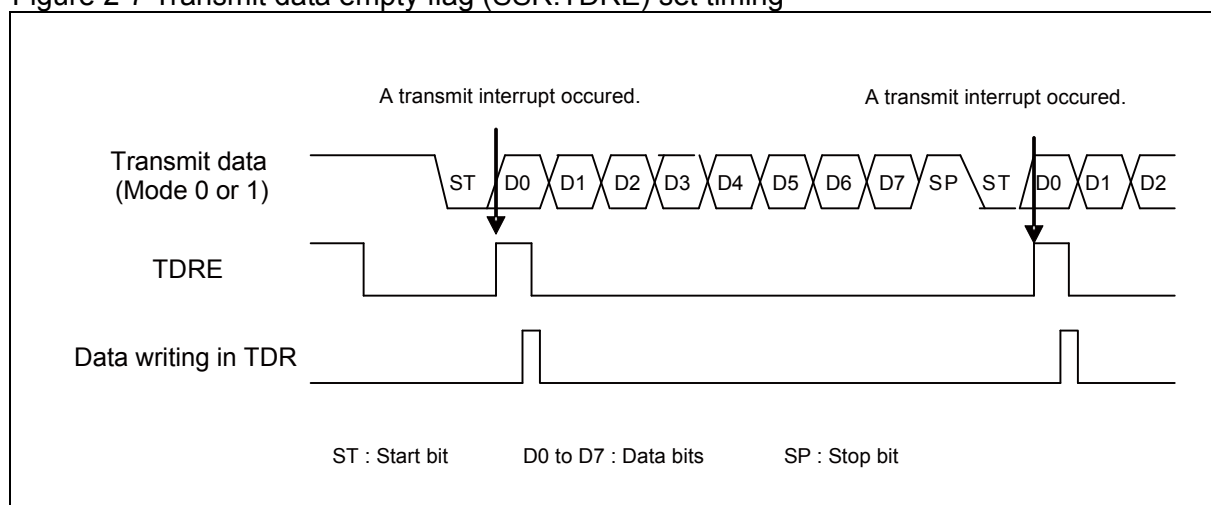 Figure 2-7 Transmit data empty flag (SSR:TDRE) set timing
A transmit interrupt occured. A transmit interrupt occured.
Transmit data
(Mode 0 or 1)
ST D0 D1 D2 D3 D4 D5 D6 D7 SP ST D0 D1 D2
TDRE
Data writing in TDR
ST : Start bit D0 to D7 : Data bits SP : Stop bit